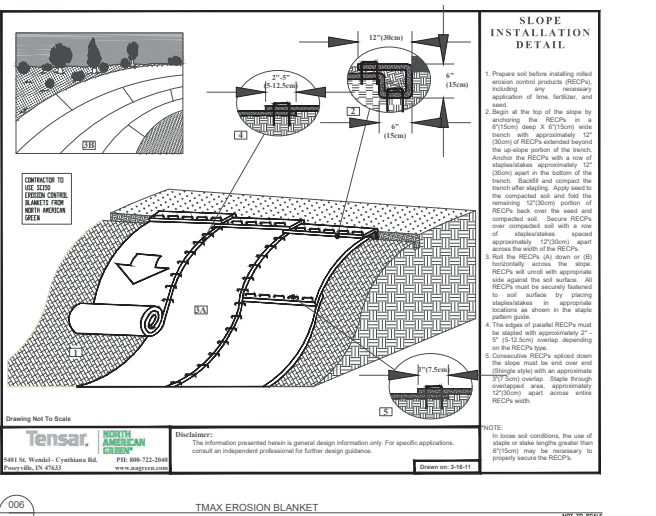 SLOPE
INSTALLATION
DETAIL
1. Prepare soil before installing rolled
erosion control products (RECPs),
including any necessary
application of lime, fertilizer, and
seed.
2. Begin at the top of the slope by
anchoring the RECPs in a
6"(15cm) deep X 6"(15cm) wide
trench with approximately 12"
(30cm) of RECPs extended beyond
the up-slope portion of the trench.
Anchor the RECPs with a row of
staples/stakes approximately 12"
(30cm) apart in the bottom of the
trench. Backfill and compact the
trench after stapling. Apply seed to
the compacted soil and fold the
remaining 12"(30cm) portion of
RECPs back over the seed and
compacted soil. Secure RECPs
over compacted soil with a row
of staples/stakes spaced
approximately 12"(30cm) apart
across the width of the RECPs.
3. Roll the RECPs (A) down or (B)
horizontally across the slope.
RECPs will unroll with appropriate
side against the soil surface. All
RECPs must be securely fastened
to soil surface by placing
staples/stakes in appropriate
locations as shown in the staple
pattern guide.
4. The edges of parallel RECPs must
be stapled with approximately 2" -
5" (5-12.5cm) overlap depending
on the RECPs type.
5. Consecutive RECPs spliced down
the slope must be end over end
(Shingle style) with an approximate
3"(7.5cm) overlap. Staple through
overlapped area, approximately
12"(30cm) apart across entire
RECPs width.
*NOTE:
In loose soil conditions, the use of
staple or stake lengths greater than
6"(15cm) may be necessary to
properly secure the RECP's.
12"(30cm)
2"-5"
(5-12.5cm)
6"
(15cm)
6"
(15cm)
2
4
3B
CONTRACTOR TO
USE SC150
EROSION CONTROL
BLANKETS FROM
NORTH AMERICAN
GREEN
3A
1
3"(7.5cm)
5
Drawing Not To Scale
Tensar
NORTH
AMERICAN
GREEN
5401 St. Wendel - Cynthiana Rd.
Poseyville, IN 47633
PH: 800-722-2040
www.nagreen.com
Disclaimer:
The information presented herein is general design information only. For specific applications,
consult an independent professional for further design guidance.
Drawn on: 3-16-11
006
TMAX EROSION BLANKET
NOT TO SCALE